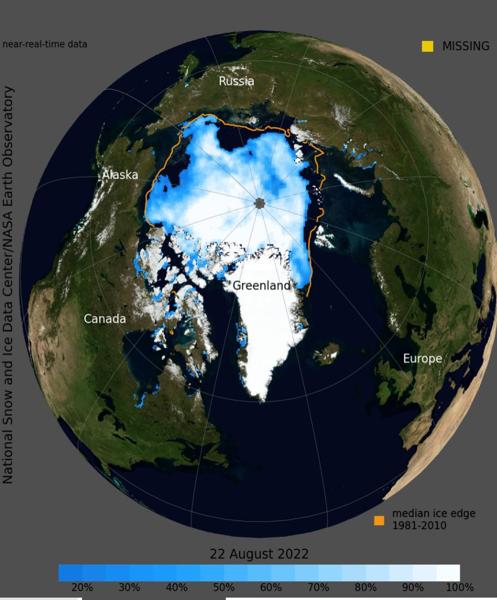 near-real-time data
MISSING
National Snow and Ice Data Center/NASA Earth Observatory
Russia
Alaska
Greenland
Canada
Europe
median ice edge
1981-2010
22 August 2022
20% 30% 40% 50% 60% 70% 80% 90% 100%